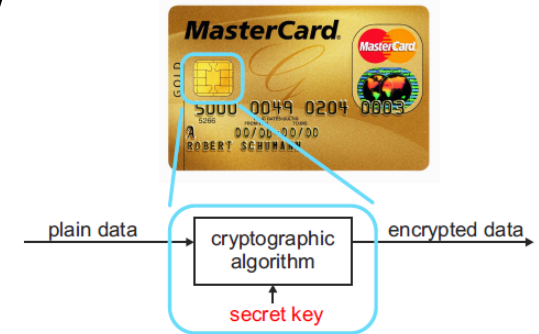 MasterCard
MasterCard
GOLD
5000 0049 0204 0003
5266
00/00 00/00
ROBERT SCHUMANN
plain data
encrypted data
cryptographic
algorithm
secret key